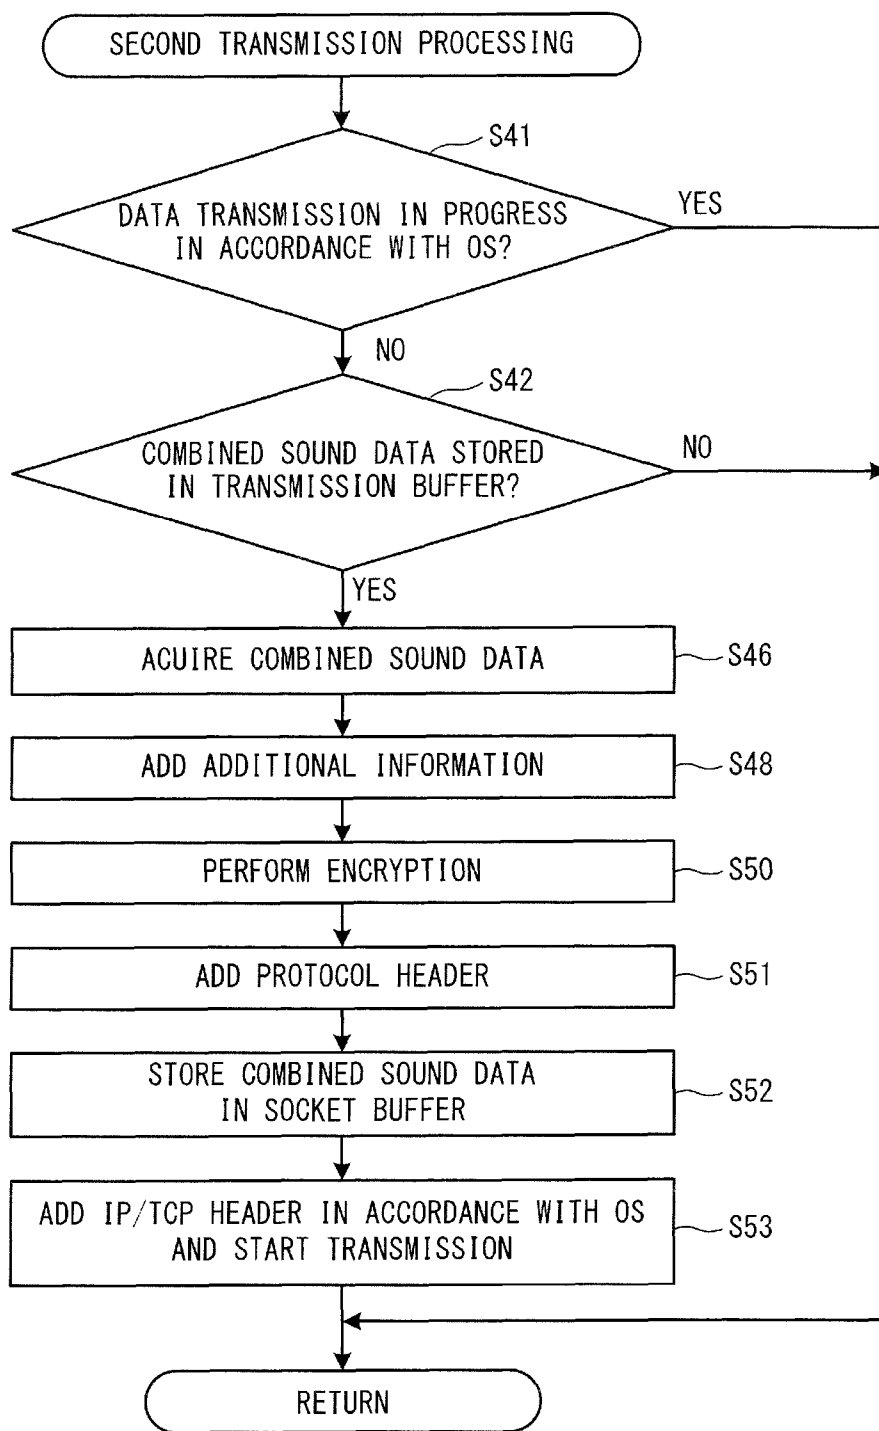 SECOND TRANSMISSION PROCESSING
S41
DATA TRANSMISSION IN PROGRESS
IN ACCORDANCE WITH OS?
YES
NO
S42
COMBINED SOUND DATA STORED
IN TRANSMISSION BUFFER?
NO
YES
ACUIRE COMBINED SOUND DATA
S46
ADD ADDITIONAL INFORMATION
S48
PERFORM ENCRYPTION
S50
ADD PROTOCOL HEADER
S51
STORE COMBINED SOUND DATA
IN SOCKET BUFFER
S52
ADD IP/TCP HEADER IN ACCORDANCE WITH OS
AND START TRANSMISSION
S53
RETURN